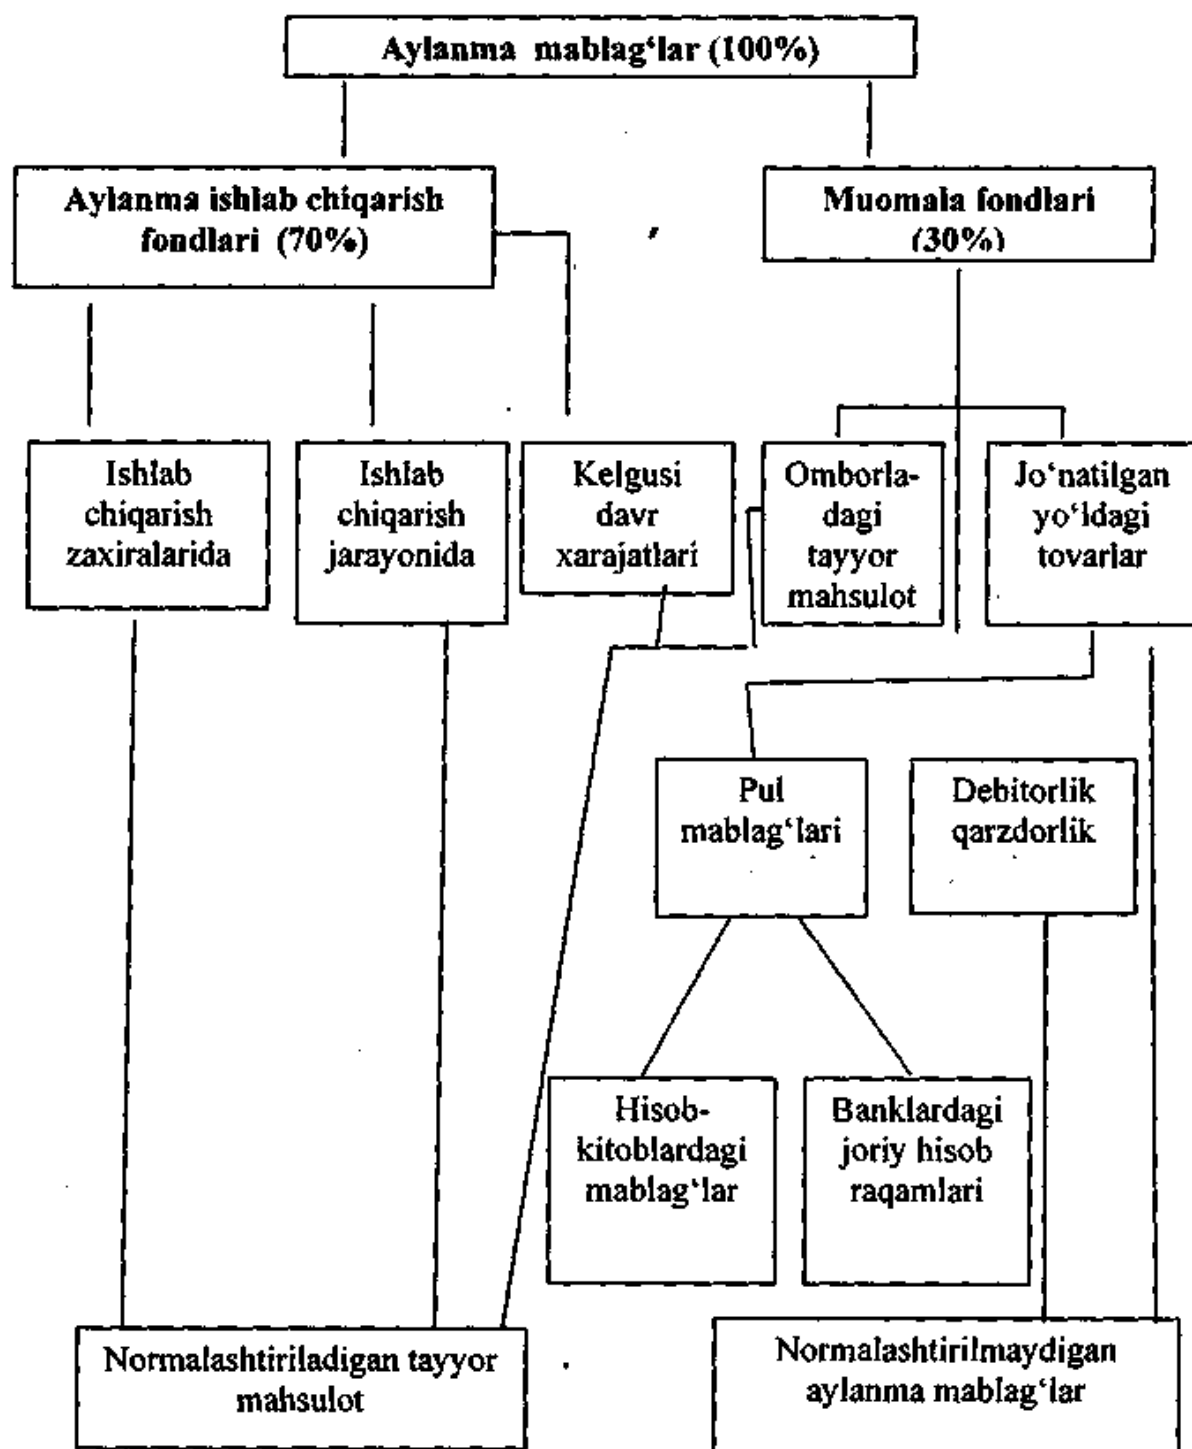 Aylanma mablag‘lar (100%)
Aylanma ishlab chiqarish
fondlari (70%)
Muomala fondlari
(30%)
Ishlab
chiqarish
zaxiralarida
Ishlab
chiqarish
jarayonida
Kelgusi
davr
xarajatlari
Omborla-
dagi
tayyor
mahsulot
Jo‘natilgan
yo‘ldagi
tovarlar
Pul
mablag‘lari
Debitorlik
qarzdorlik
Hisob-
kitoblardagi
mablag‘lar
Banklardagi
joriy hisob
raqamlari
Normalashtiriladigan tayyor
mahsulot
Normalashtirilmaydigan
aylanma mablag‘lar